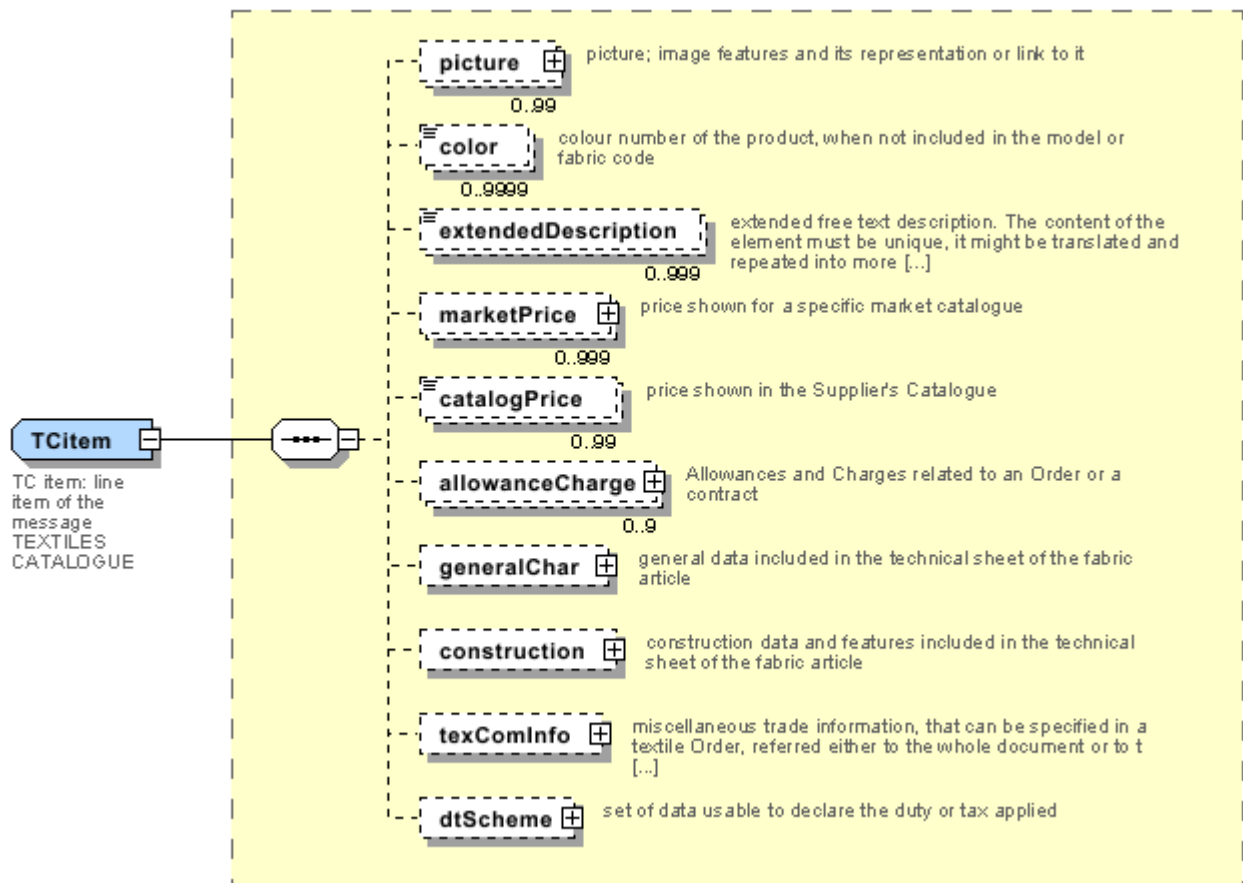 picture
picture; image features and its representation or link to it
0..99
color
colour number of the product, when not included in the model or
fabric code
0..9999
extendedDescription
extended free text description. The content of the
element must be unique, it might be translated and
repeated into more [...]
0..999
marketPrice
price shown for a specific market catalogue
0..999
catalogPrice
price shown in the Supplier's Catalogue
0..99
TCitem
TC item: line
item of the
message
TEXTILES
CATALOGUE
allowanceCharge
Allowances and Charges related to an Order or a
contract
0..9
generalChar
general data included in the technical sheet of the fabric
article
construction
construction data and features included in the technical
sheet of the fabric article
texComInfo
miscellaneous trade information, that can be specified in a
textile Order, referred either to the whole document or to t
[...]
dtScheme
set of data usable to declare the duty or tax applied